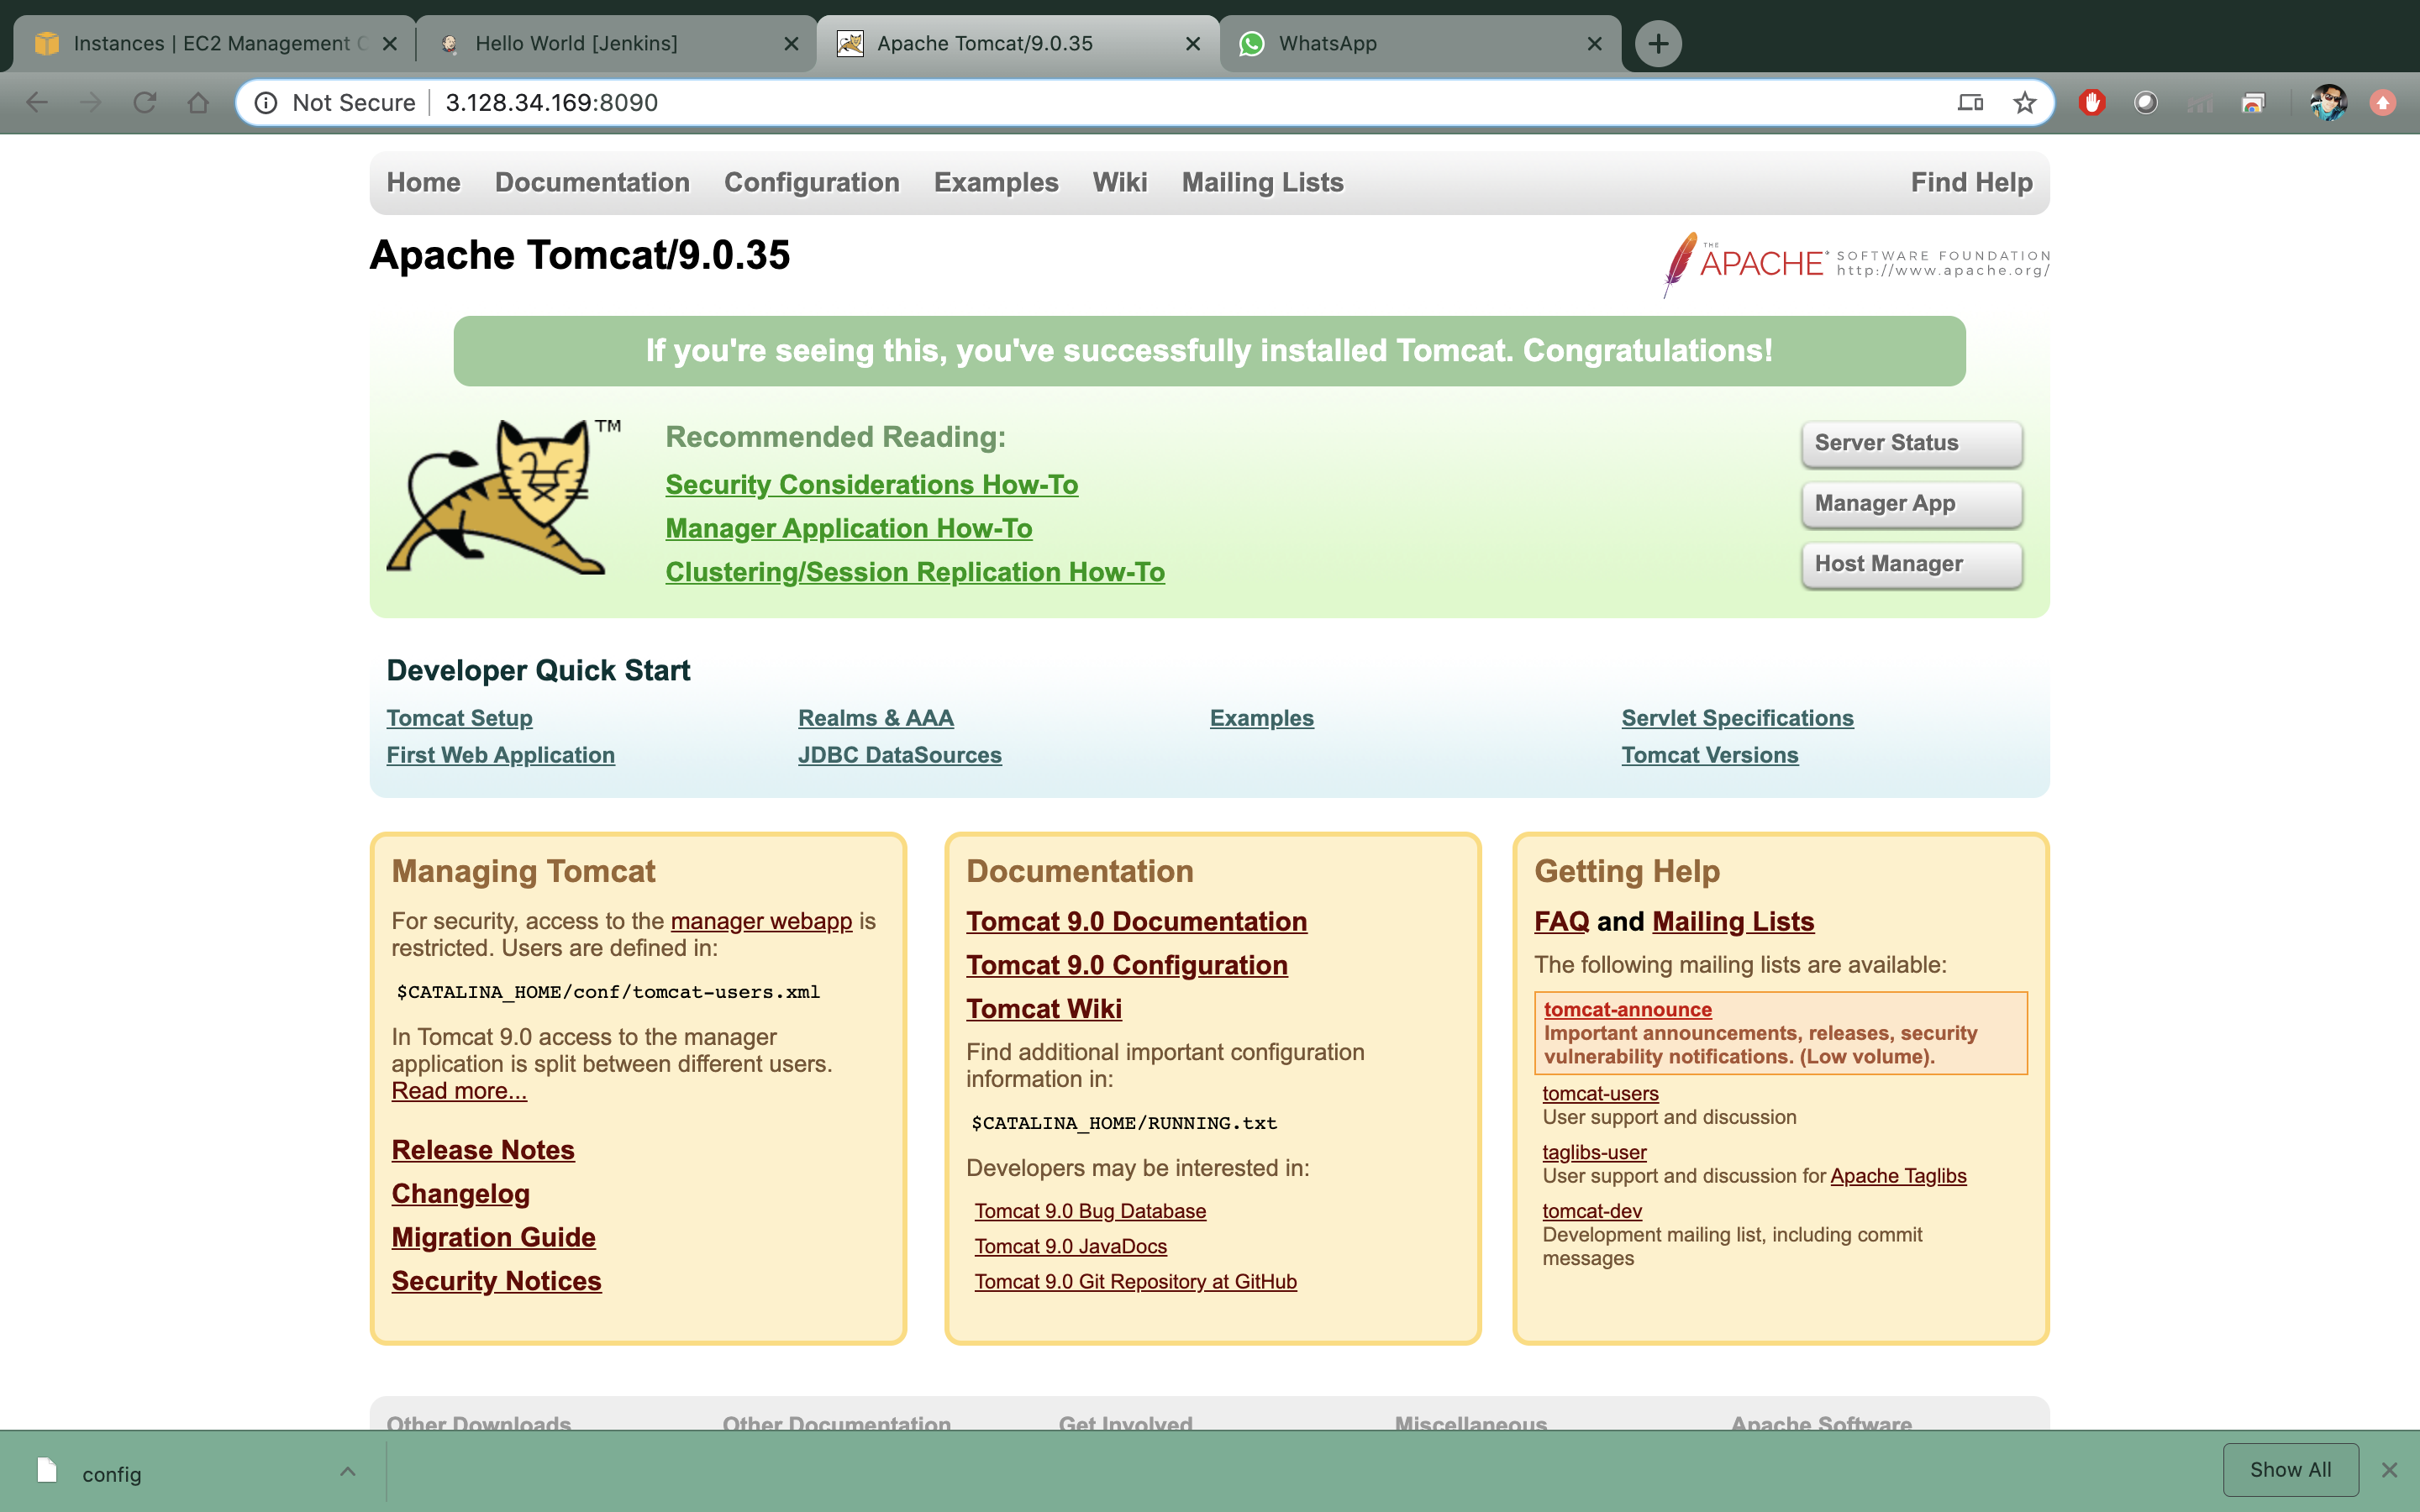 Instances | EC2 Management C
Hello World [Jenkins]
Apache Tomcat/9.0.35
WhatsApp
Not Secure
3.128.34.169:8090
Home Documentation Configuration Examples Wiki Mailing Lists Find Help
Apache Tomcat/9.0.35
THE APACHE SOFTWARE FOUNDATION
http://www.apache.org/
If you're seeing this, you've successfully installed Tomcat. Congratulations!
TM
Recommended Reading:
Security Considerations How-To
Manager Application How-To
Clustering/Session Replication How-To
Server Status
Manager App
Host Manager
Developer Quick Start
Tomcat Setup
First Web Application
Realms & AAA
JDBC DataSources
Examples
Servlet Specifications
Tomcat Versions
Managing Tomcat
For security, access to the manager webapp is
restricted. Users are defined in:
$CATALINA_HOME/conf/tomcat-users.xml
In Tomcat 9.0 access to the manager
application is split between different users.
Read more...
Release Notes
Changelog
Migration Guide
Security Notices
Documentation
Tomcat 9.0 Documentation
Tomcat 9.0 Configuration
Tomcat Wiki
Find additional important configuration
information in:
$CATALINA_HOME/RUNNING.txt
Developers may be interested in:
Tomcat 9.0 Bug Database
Tomcat 9.0 JavaDocs
Tomcat 9.0 Git Repository at GitHub
Getting Help
FAQ and Mailing Lists
The following mailing lists are available:
tomcat-announce
Important announcements, releases, security
vulnerability notifications. (Low volume).
tomcat-users
User support and discussion
taglibs-user
User support and discussion for Apache Taglibs
tomcat-dev
Development mailing list, including commit
messages
Other Downloads
Other Documentation
Get Involved
Miscellaneous
Apache Software
config
Show All